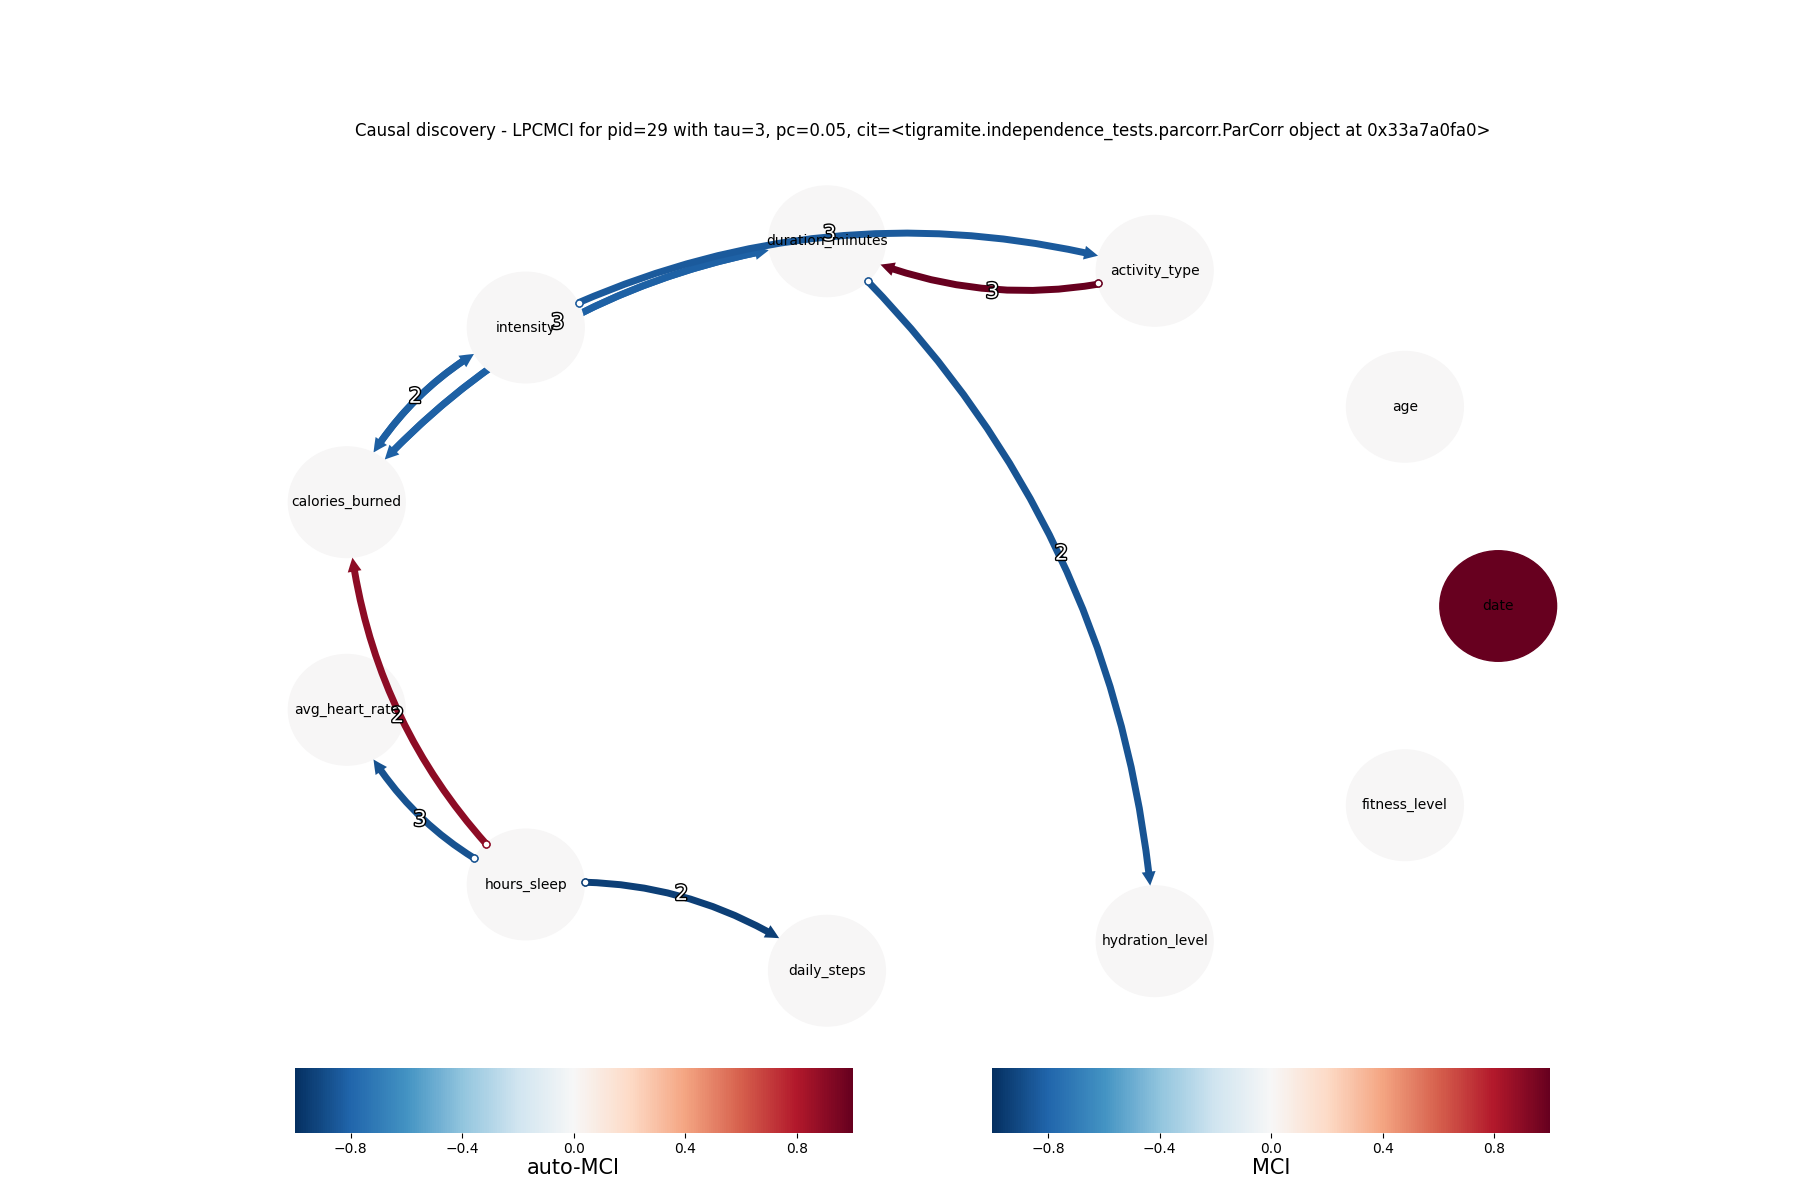 Causal discovery - LPCMCI for pid=29 with tau=3, pc=0.05, cit=<tigramite.independence_tests.parcorr.ParCorr object at 0x33a7a0fa0>
3
duration_minutes
activity_type
3
intensity
3
2
age
calories_burned
2
date
avg_heart_rate
2
fitness_level
3
hours_sleep
2
hydration_level
daily_steps
−0.8 −0.4 0.0 0.4 0.8
auto-MCI
−0.8 −0.4 0.0 0.4 0.8
MCI